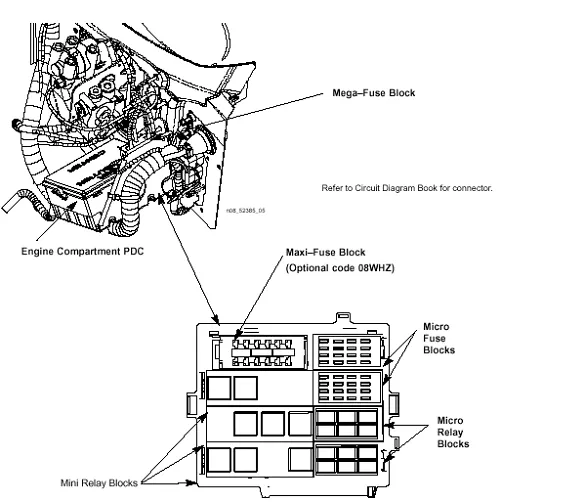 Mega–Fuse Block
Refer to Circuit Diagram Book for connector.
n08_52385_05
Engine Compartment PDC
Maxi–Fuse Block
(Optional code 08WHZ)
Micro
Fuse
Blocks
Micro
Relay
Blocks
Mini Relay Blocks